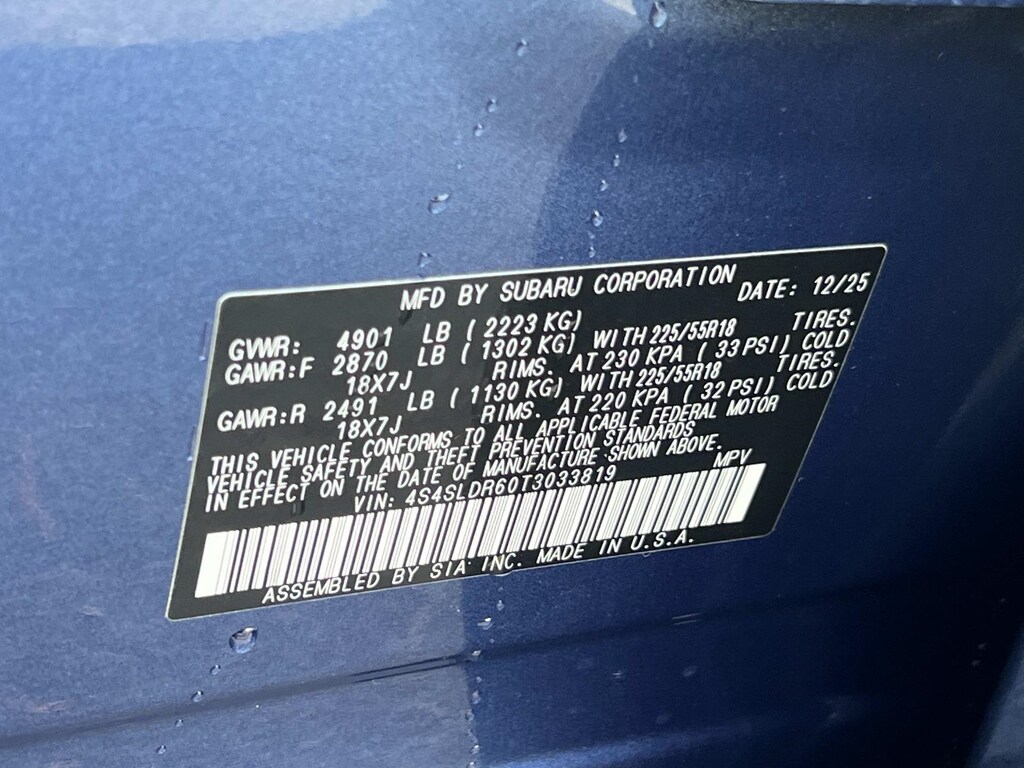 MFD BY SUBARU CORPORATION DATE: 12/25
GVWR: 4901 LB ( 2223 KG)
GAWR:F 2870 LB ( 1302 KG) WITH 225/55R18 TIRES.
18X7J RIMS. AT 230 KPA ( 33 PSI) COLD
GAWR:R 2491 LB ( 1130 KG) WITH 225/55R18 TIRES.
18X7J RIMS. AT 220 KPA ( 32 PSI) COLD
THIS VEHICLE CONFORMS TO ALL APPLICABLE FEDERAL MOTOR
VEHICLE SAFETY AND THEFT PREVENTION STANDARDS
IN EFFECT ON THE DATE OF MANUFACTURE SHOWN ABOVE.
VIN: 4S4SLDR60T3033819 MPV
ASSEMBLED BY SIA INC. MADE IN U.S.A.